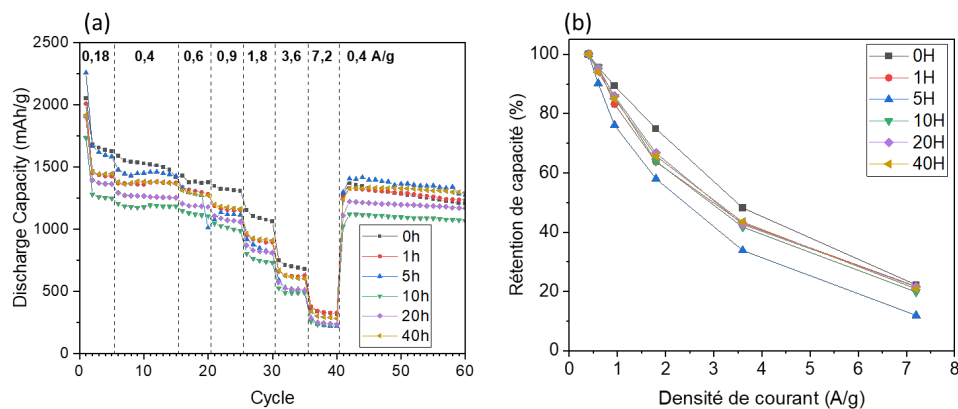 (a)
0,18 0,4 0,6 0,9 1,8 3,6 7,2 0,4 A/g
2500
2000
1500
1000
500
0
Discharge Capacity (mAh/g)
0h
1h
5h
10h
20h
40h
0 10 20 30 40 50 60
Cycle
(b)
100
80
60
40
20
0
Rétention de capacité (%)
0H
1H
5H
10H
20H
40H
0 1 2 3 4 5 6 7 8
Densité de courant (A/g)